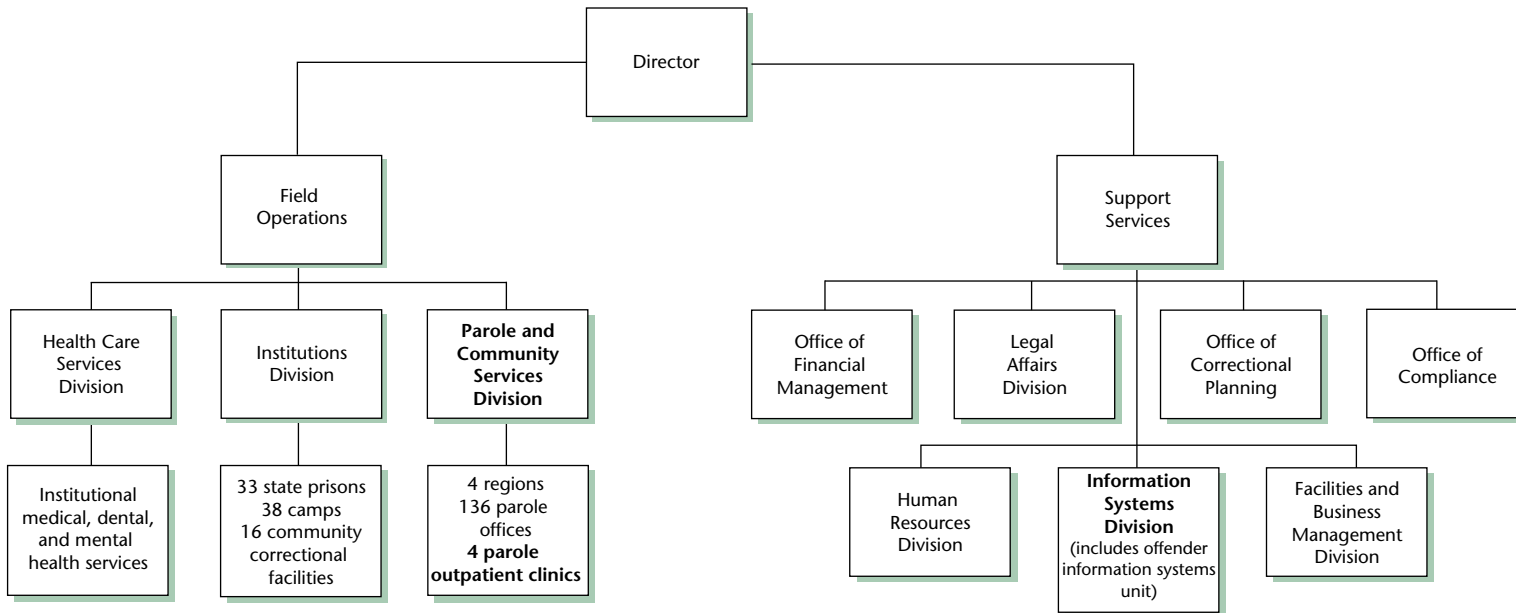 Director
Field
Operations
Support
Services
Health Care
Services
Division
Institutions
Division
Parole and
Community
Services
Division
Office of
Financial
Management
Legal
Affairs
Division
Office of
Correctional
Planning
Office of
Compliance
Institutional
medical, dental,
and mental
health services
33 state prisons
38 camps
16 community
correctional
facilities
4 regions
136 parole
offices
4 parole
outpatient clinics
Human
Resources
Division
Information
Systems
Division
(includes offender
information systems
unit)
Facilities and
Business
Management
Division